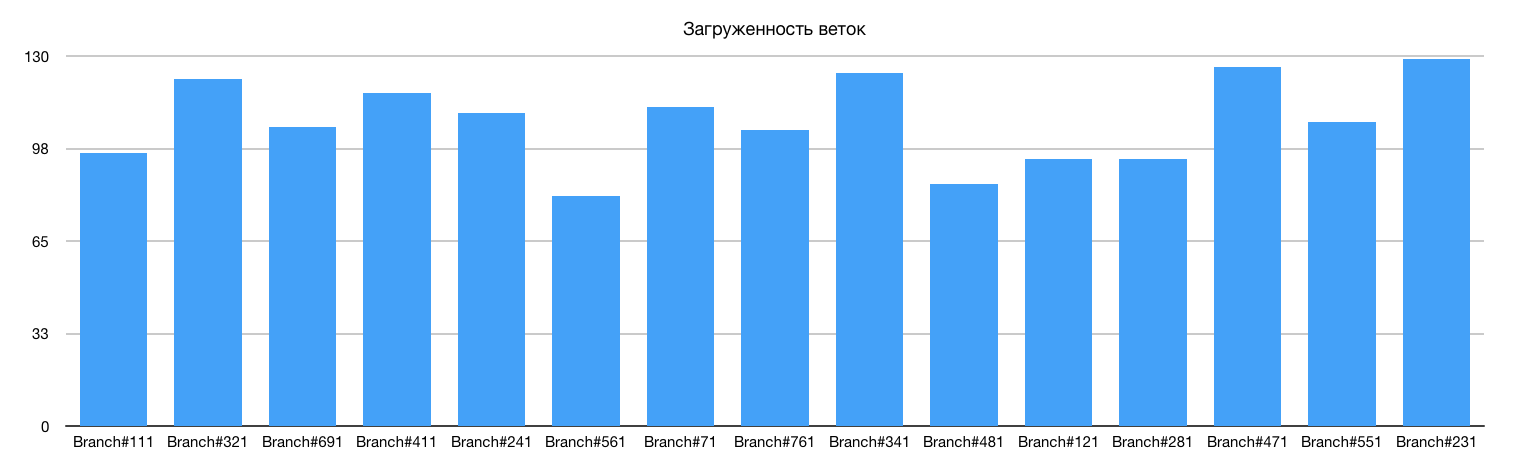 Загруженность веток
130
98
65
33
0
Branch#111 Branch#321 Branch#691 Branch#411 Branch#241 Branch#561 Branch#71 Branch#761 Branch#341 Branch#481 Branch#121 Branch#281 Branch#471 Branch#551 Branch#231